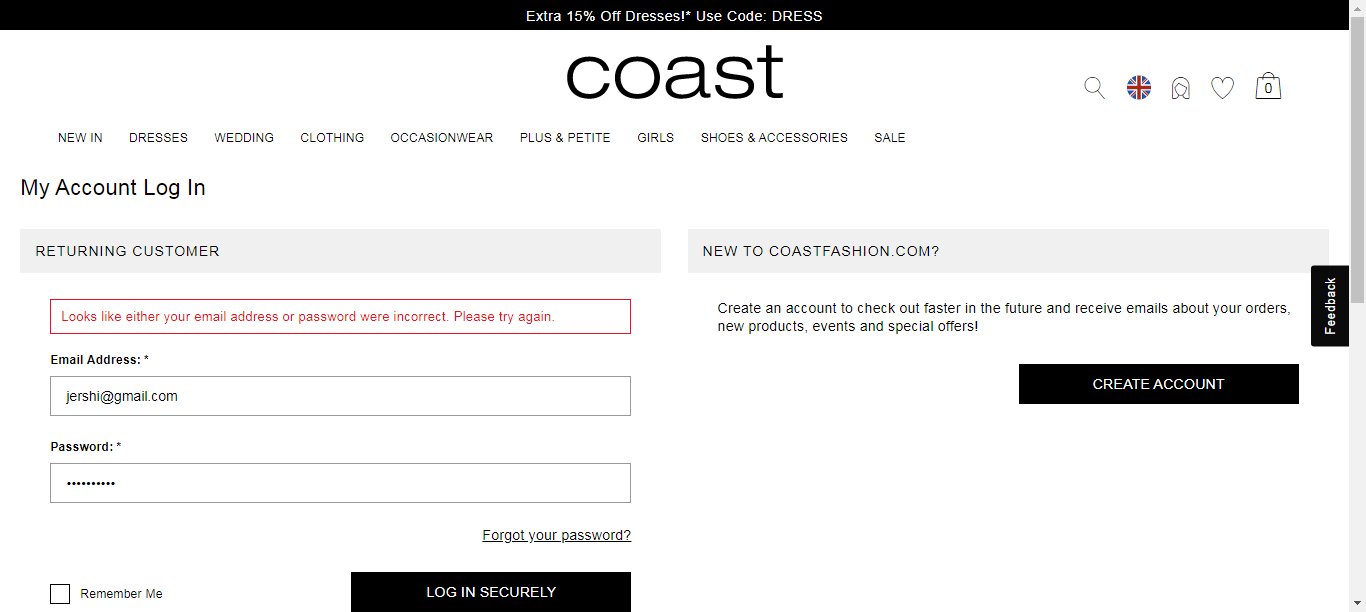 Extra 15% Off Dresses!* Use Code: DRESS
coast
0
NEW IN DRESSES WEDDING CLOTHING OCCASIONWEAR PLUS & PETITE GIRLS SHOES & ACCESSORIES SALE
My Account Log In
RETURNING CUSTOMER
Looks like either your email address or password were incorrect. Please try again.
Email Address: *
jershi@gmail.com
Password: *
••••••••••
Forgot your password?
Remember Me
LOG IN SECURELY
NEW TO COASTFASHION.COM?
Create an account to check out faster in the future and receive emails about your orders,
new products, events and special offers!
CREATE ACCOUNT
Feedback